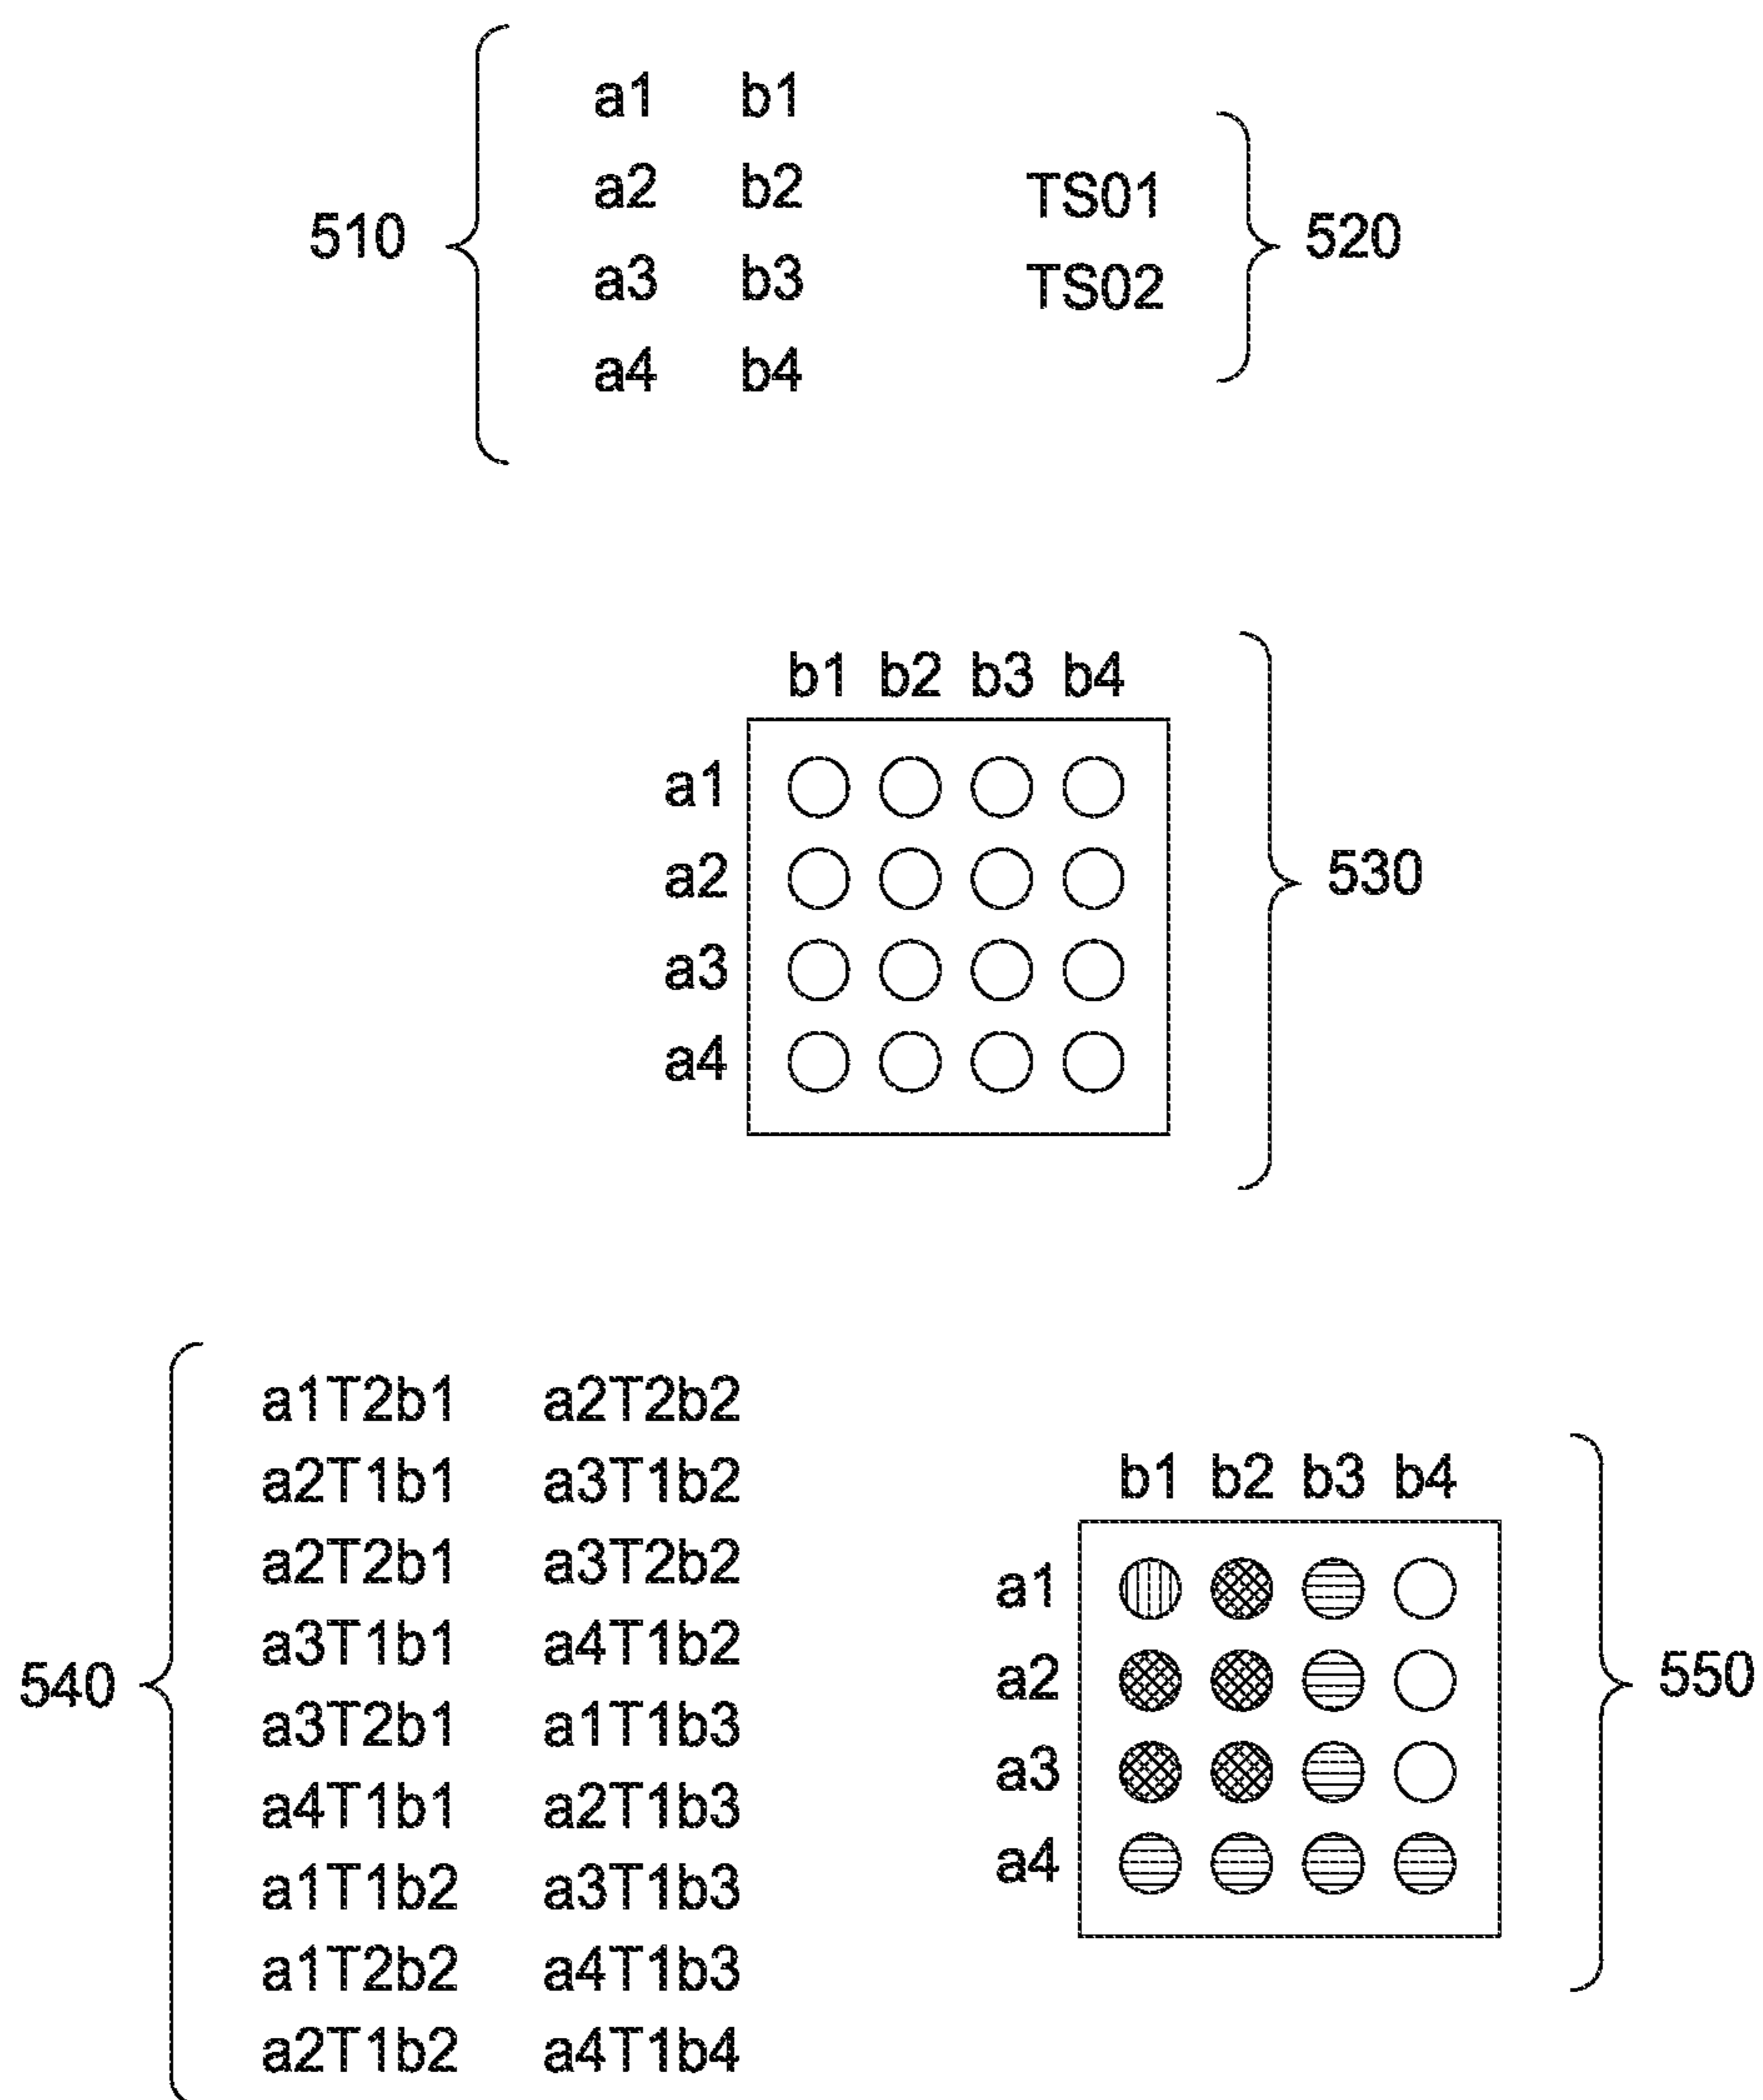 a1 b1
a2 b2
a3 b3
a4 b4
510
TS01
TS02
520
b1 b2 b3 b4
a1
a2
a3
a4
530
540
a1T2b1 a2T2b2
a2T1b1 a3T1b2
a2T2b1 a3T2b2
a3T1b1 a4T1b2
a3T2b1 a1T1b3
a4T1b1 a2T1b3
a1T1b2 a3T1b3
a1T2b2 a4T1b3
a2T1b2 a4T1b4
b1 b2 b3 b4
a1
a2
a3
a4
550